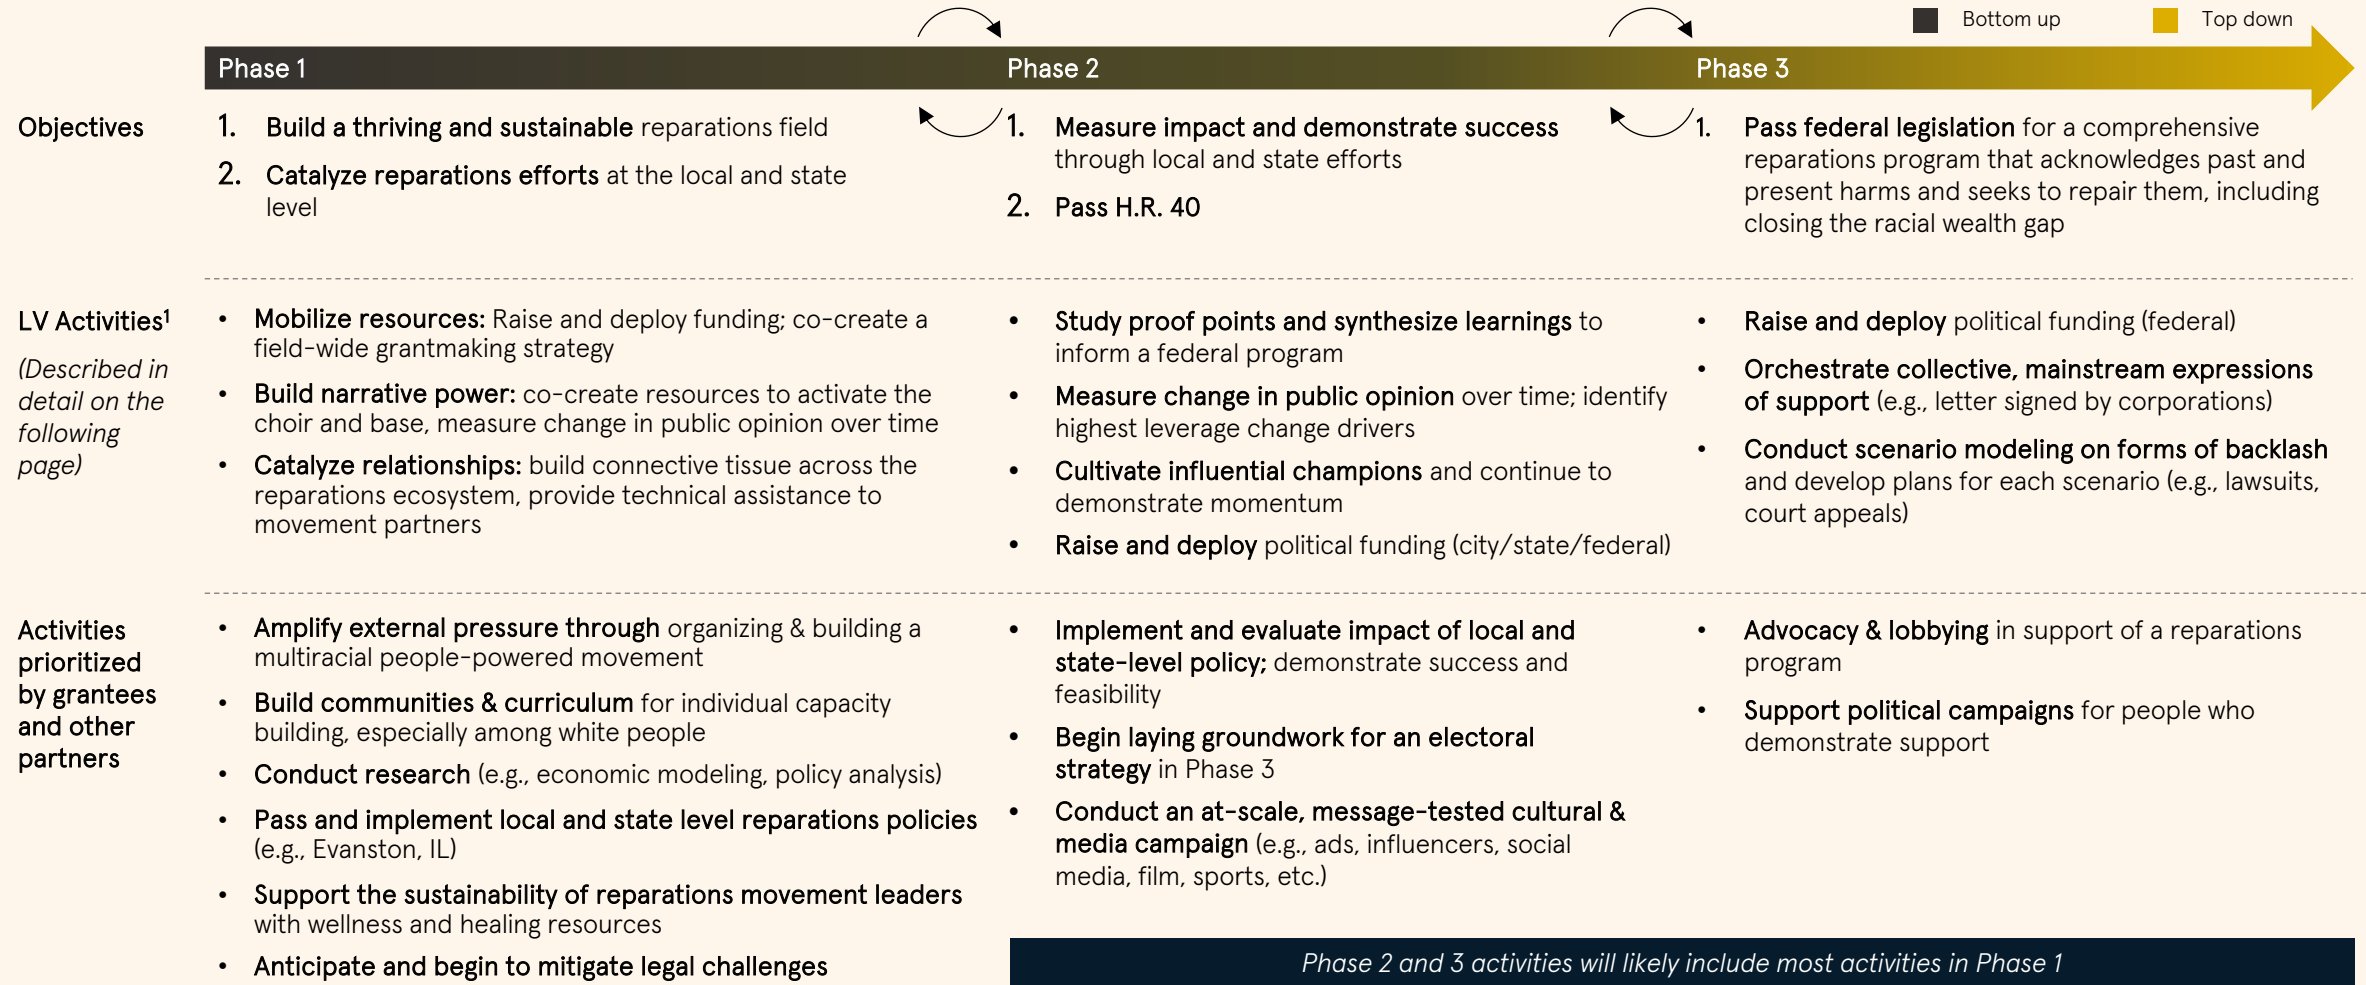 Bottom up
Top down
Phase 1
Phase 2
Phase 3
Objectives
1. Build a thriving and sustainable reparations field
2. Catalyze reparations efforts at the local and state
level
1. Measure impact and demonstrate success
through local and state efforts
2. Pass H.R. 40
1. Pass federal legislation for a comprehensive
reparations program that acknowledges past and
present harms and seeks to repair them, including
closing the racial wealth gap
LV Activities¹
(Described in
detail on the
following
page)
• Mobilize resources: Raise and deploy funding; co-create a
field-wide grantmaking strategy
• Build narrative power: co-create resources to activate the
choir and base, measure change in public opinion over time
• Catalyze relationships: build connective tissue across the
reparations ecosystem, provide technical assistance to
movement partners
• Study proof points and synthesize learnings to
inform a federal program
• Measure change in public opinion over time; identify
highest leverage change drivers
• Cultivate influential champions and continue to
demonstrate momentum
• Raise and deploy political funding (city/state/federal)
• Raise and deploy political funding (federal)
• Orchestrate collective, mainstream expressions
of support (e.g., letter signed by corporations)
• Conduct scenario modeling on forms of backlash
and develop plans for each scenario (e.g., lawsuits,
court appeals)
Activities
prioritized
by grantees
and other
partners
• Amplify external pressure through organizing & building a
multiracial people-powered movement
• Build communities & curriculum for individual capacity
building, especially among white people
• Conduct research (e.g., economic modeling, policy analysis)
• Pass and implement local and state level reparations policies
(e.g., Evanston, IL)
• Support the sustainability of reparations movement leaders
with wellness and healing resources
• Anticipate and begin to mitigate legal challenges
• Implement and evaluate impact of local and
state-level policy; demonstrate success and
feasibility
• Begin laying groundwork for an electoral
strategy in Phase 3
• Conduct an at-scale, message-tested cultural &
media campaign (e.g., ads, influencers, social
media, film, sports, etc.)
• Advocacy & lobbying in support of a reparations
program
• Support political campaigns for people who
demonstrate support
Phase 2 and 3 activities will likely include most activities in Phase 1